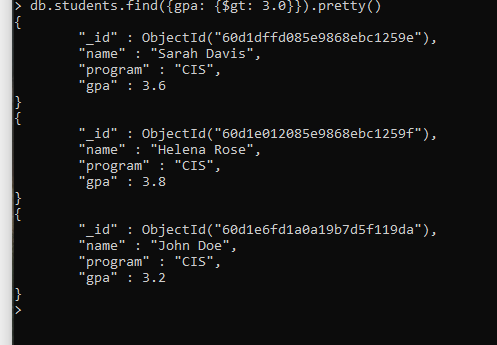 > db.students.find({gpa: {$gt: 3.0}}).pretty()
{
"_id" : ObjectId("60d1dffd085e9868ebc1259e"),
"name" : "Sarah Davis",
"program" : "CIS",
"gpa" : 3.6
}
{
"_id" : ObjectId("60d1e012085e9868ebc1259f"),
"name" : "Helena Rose",
"program" : "CIS",
"gpa" : 3.8
}
{
"_id" : ObjectId("60d1e6fd1a0a19b7d5f119da"),
"name" : "John Doe",
"program" : "CIS",
"gpa" : 3.2
}
>